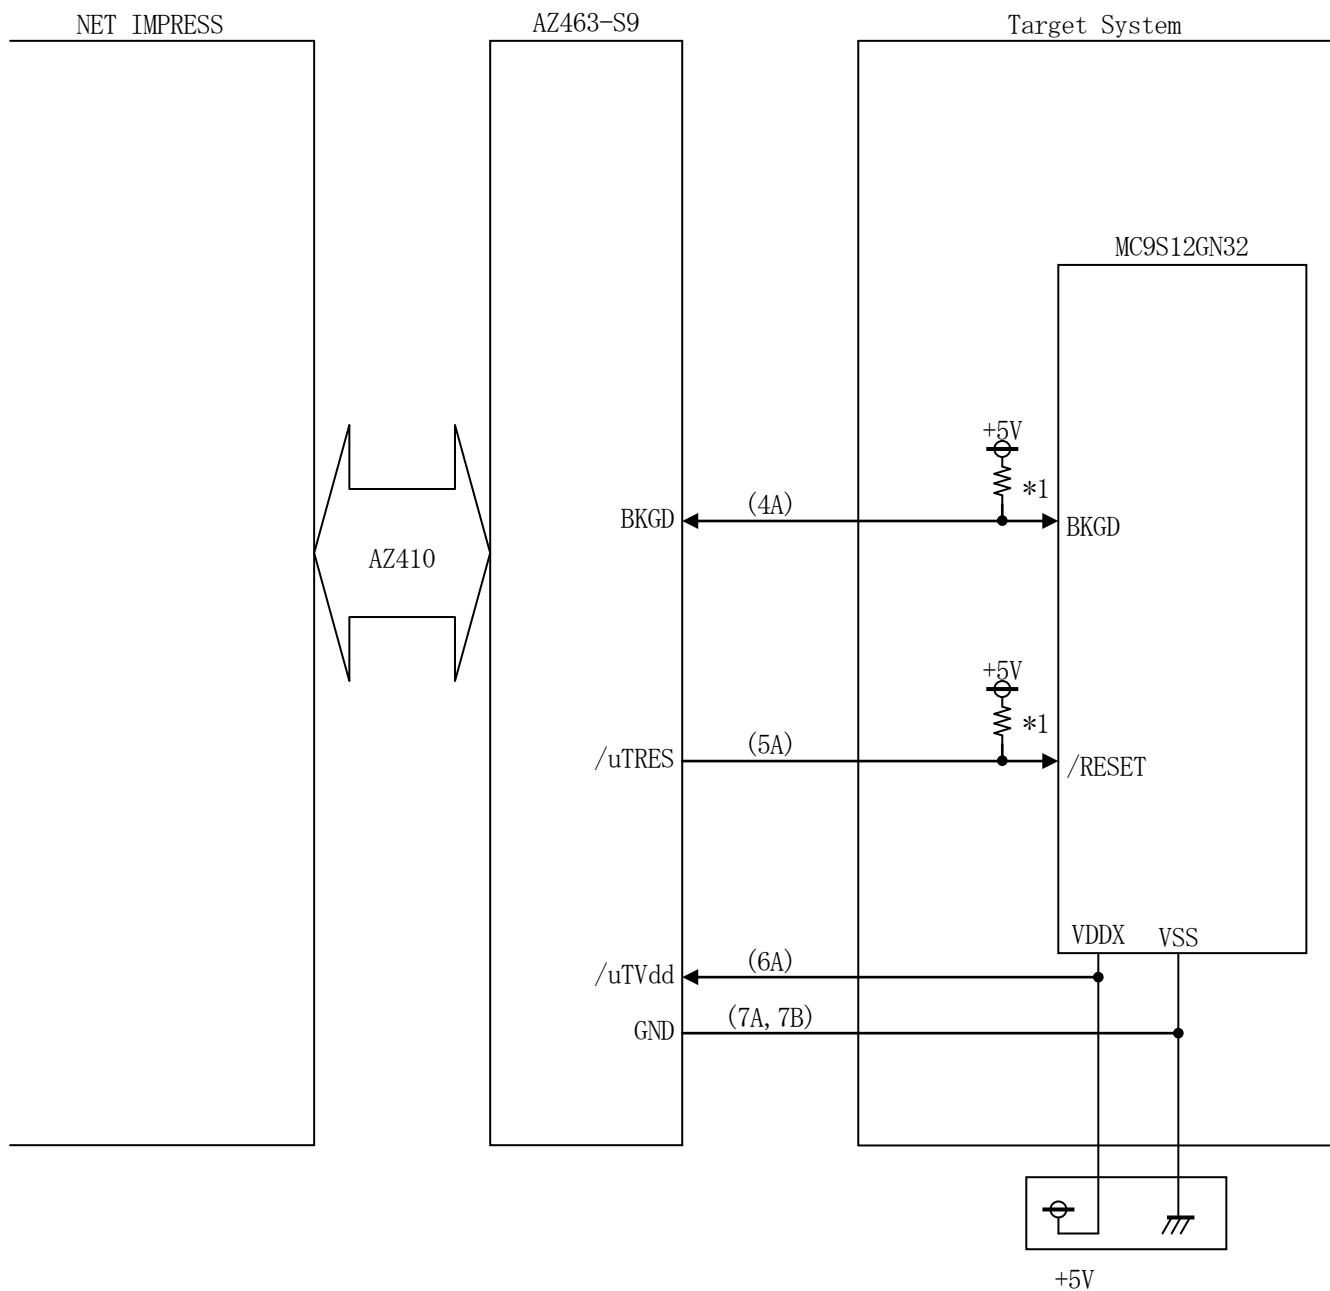 NET IMPRESS
AZ463-S9
Target System
MC9S12GN32
+5V
*1
BKGD
(4A)
BKGD
AZ410
+5V
*1
/uTRES
(5A)
/RESET
VDDX
VSS
/uTVdd
(6A)
GND
(7A, 7B)
+5V